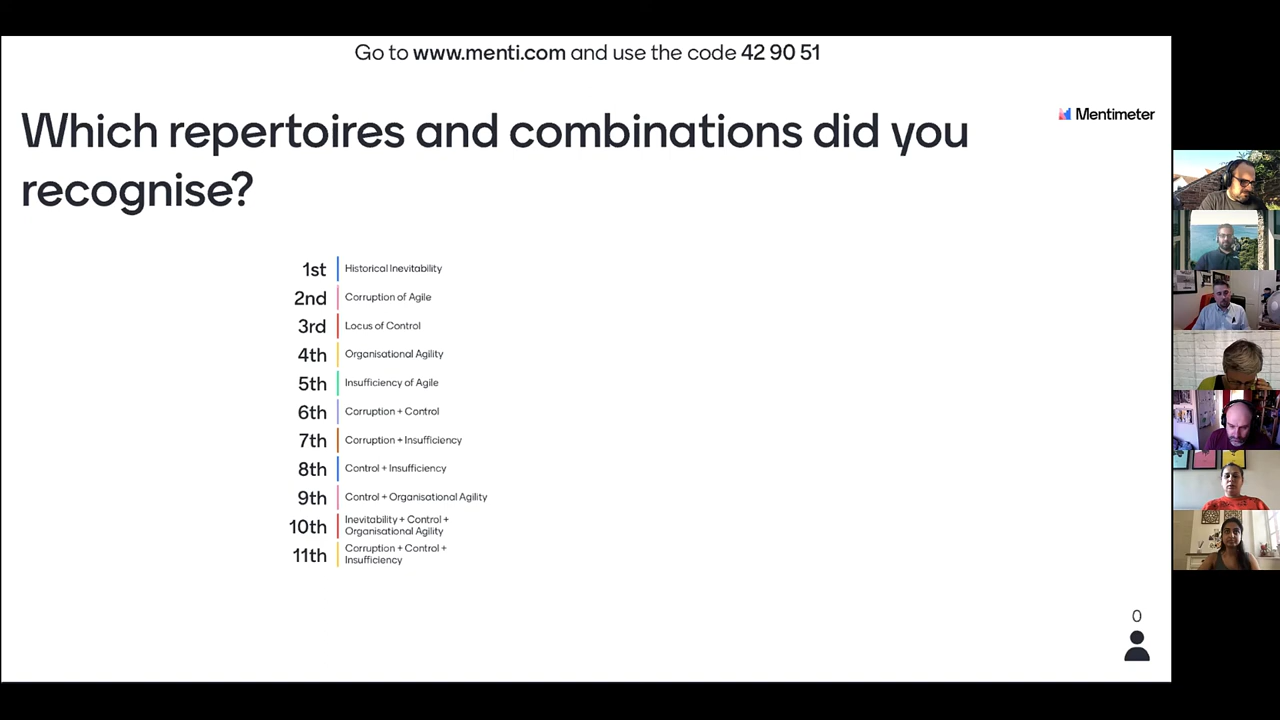 Go to www.menti.com and use the code 42 90 51
Mentimeter
Which repertoires and combinations did you
recognise?
1st Historical Inevitability
2nd Corruption of Agile
3rd Locus of Control
4th Organisational Agility
5th Insufficiency of Agile
6th Corruption + Control
7th Corruption + Insufficiency
8th Control + Insufficiency
9th Control + Organisational Agility
10th Inevitability + Control +
Organisational Agility
11th Corruption + Control +
Insufficiency
0